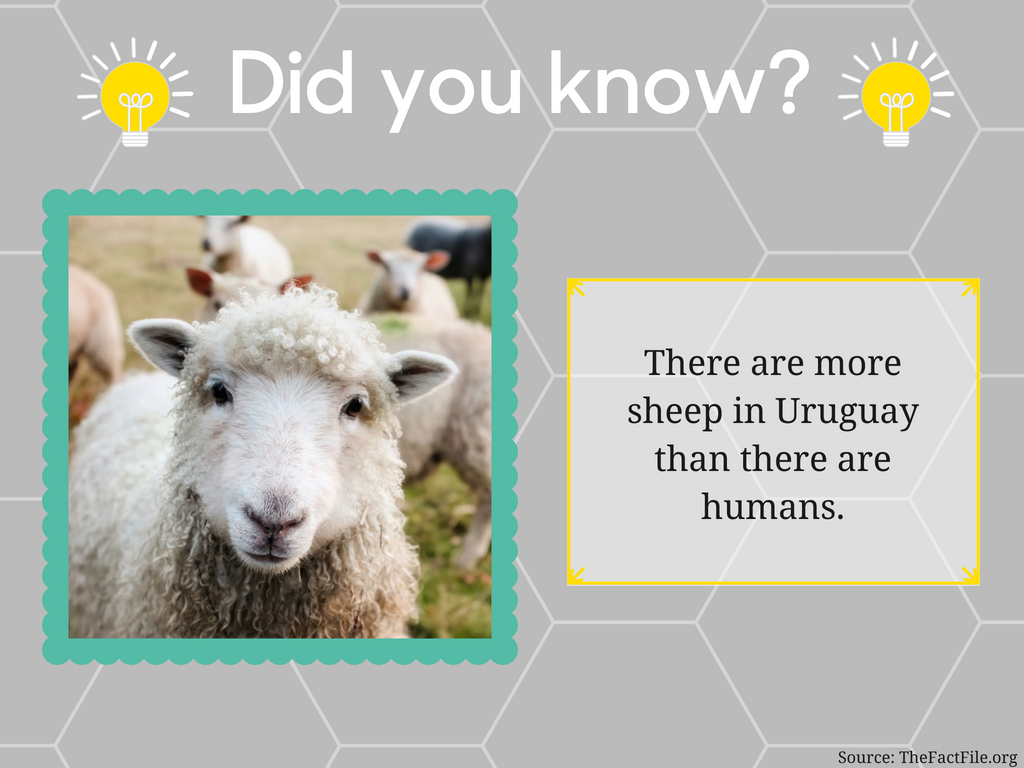 Did you know?
There are more
sheep in Uruguay
than there are
humans.
Source: TheFactFile.org